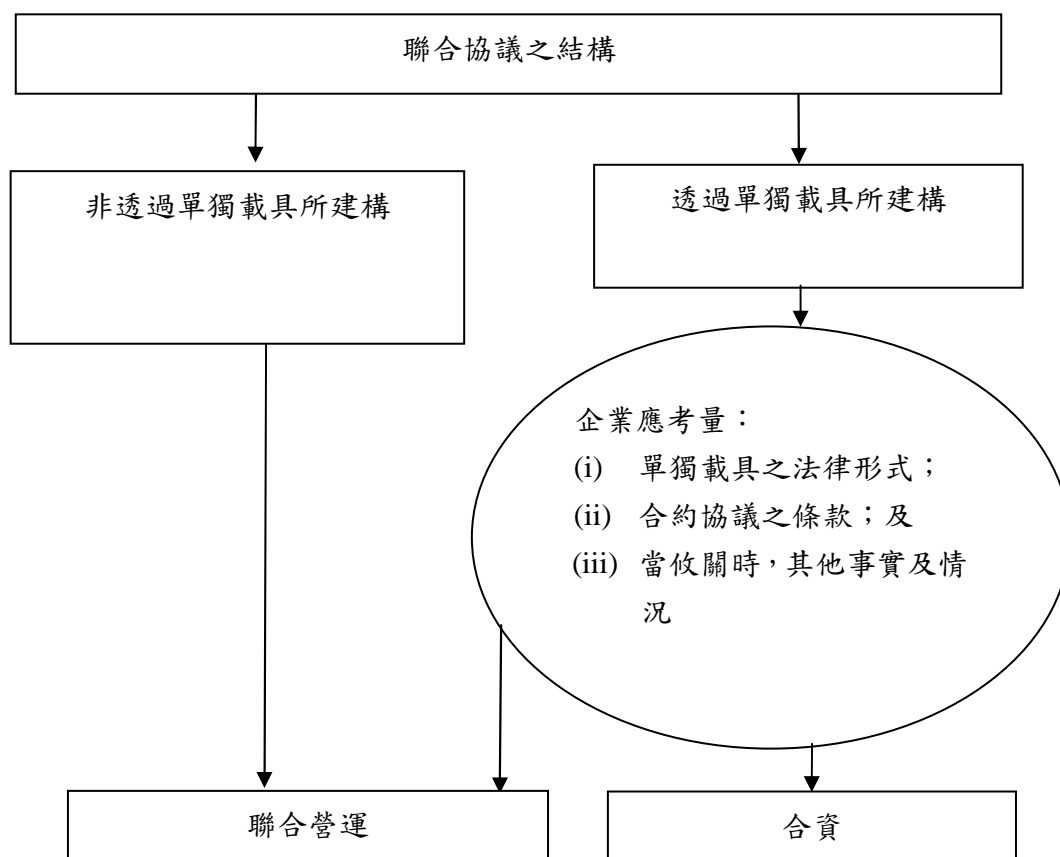 聯合協議之結構
非透過單獨載具所建構
透過單獨載具所建構
企業應考量：
(i) 單獨載具之法律形式；
(ii) 合約協議之條款；及
(iii) 當攸關時，其他事實及情
況
聯合營運
合資